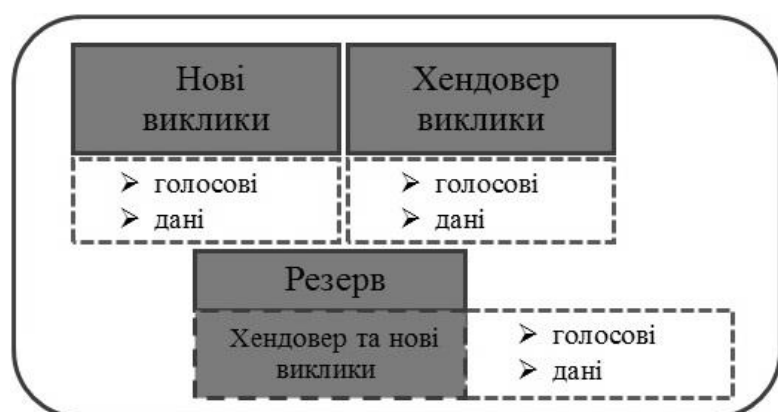 Нові
виклики
Хендовер
виклики
➢ голосові
➢ дані
➢ голосові
➢ дані
Резерв
Хендовер та нові
виклики
➢ голосові
➢ дані